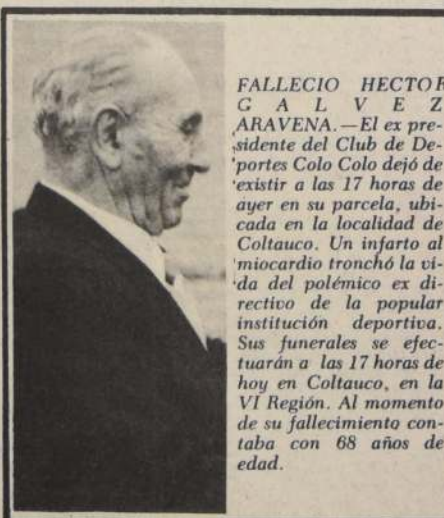 FALLECIO HECTOR
G A L V E Z
ARAVENA.—El ex pre-
sidente del Club de De-
portes Colo Colo dejó de
existir a las 17 horas de
ayer en su parcela, ubi-
cada en la localidad de
Coltauco. Un infarto al
miocardio tronchó la vi-
da del polémico ex di-
rectivo de la popular
institución deportiva.
Sus funerales se efec-
tuarán a las 17 horas de
hoy en Coltauco, en la
VI Región. Al momento
de su fallecimiento con-
taba con 68 años de
edad.